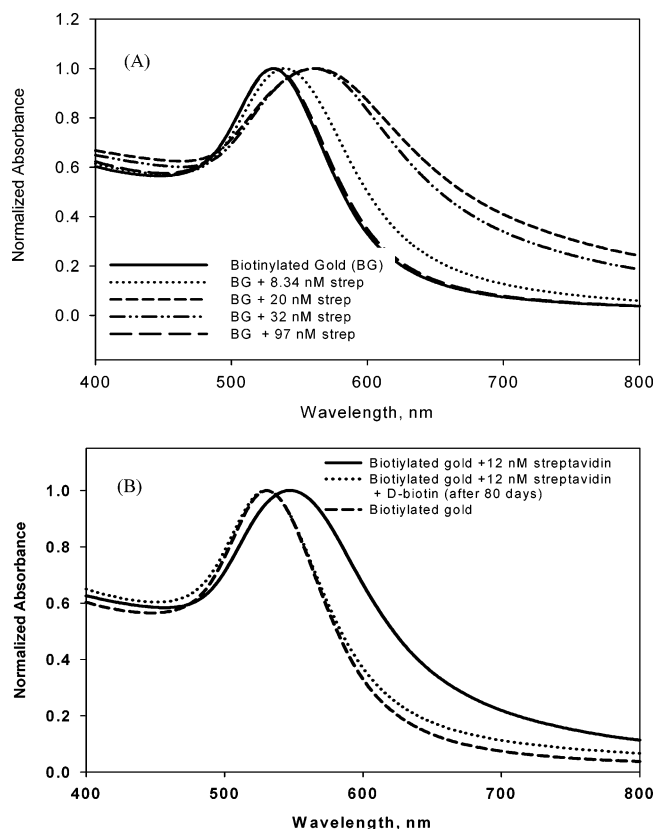 (A)
Normalized Absorbance
1.2
1.0
0.8
0.6
0.4
0.2
0.0
Biotinylated Gold (BG)
BG + 8.34 nM strep
BG + 20 nM strep
BG + 32 nM strep
BG + 97 nM strep
400 500 600 700 800
Wavelength, nm
(B)
Normalized Absorbance
1.0
0.8
0.6
0.4
0.2
0.0
Biotiylated gold +12 nM streptavidin
Biotiylated gold +12 nM streptavidin
+ D-biotin (after 80 days)
Biotiylated gold
400 500 600 700 800
Wavelength, nm